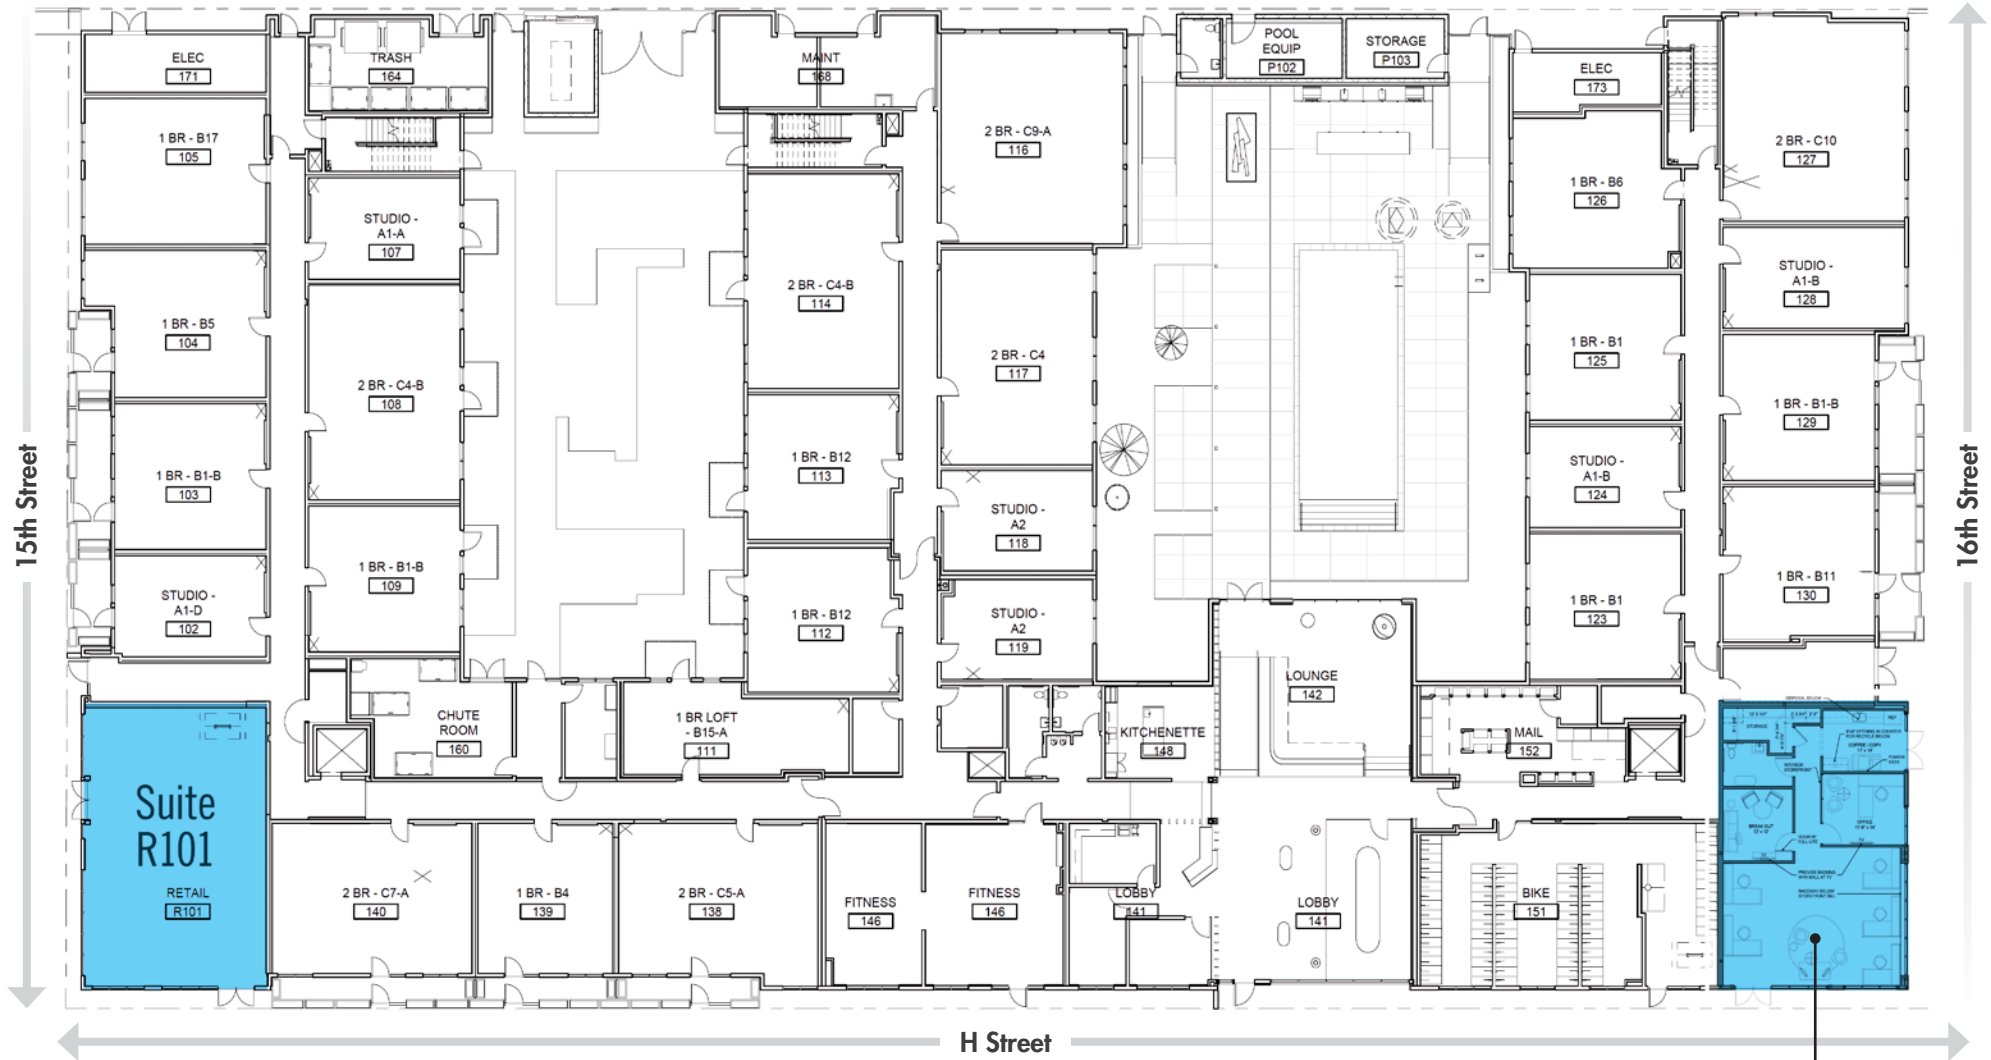 ELEC
171
TRASH
164
MAINT
168
POOL
EQUIP
P102
STORAGE
P103
ELEC
173
1 BR - B17
105
2 BR - C9-A
116
2 BR - C10
127
STUDIO -
A1-A
107
1 BR - B6
126
2 BR - C4-B
114
STUDIO -
A1-B
128
1 BR - B5
104
2 BR - C4-B
108
2 BR - C4
117
1 BR - B1
125
1 BR - B1-B
129
15th Street
16th Street
1 BR - B1-B
103
1 BR - B12
113
STUDIO -
A1-B
124
STUDIO -
A2
118
1 BR - B1-B
109
1 BR - B11
130
STUDIO -
A1-D
102
1 BR - B12
112
STUDIO -
A2
119
1 BR - B1
123
LOUNGE
142
CHUTE
ROOM
160
1 BR LOFT
- B15-A
111
KITCHENETTE
148
MAIL
152
STORAGE
COFFEE - COPY
OFFICE
BREAK OUT
Suite
R101
RETAIL
R101
2 BR - C7-A
140
1 BR - B4
139
2 BR - C5-A
138
FITNESS
146
FITNESS
146
LOBBY
141
LOBBY
141
BIKE
151
H Street